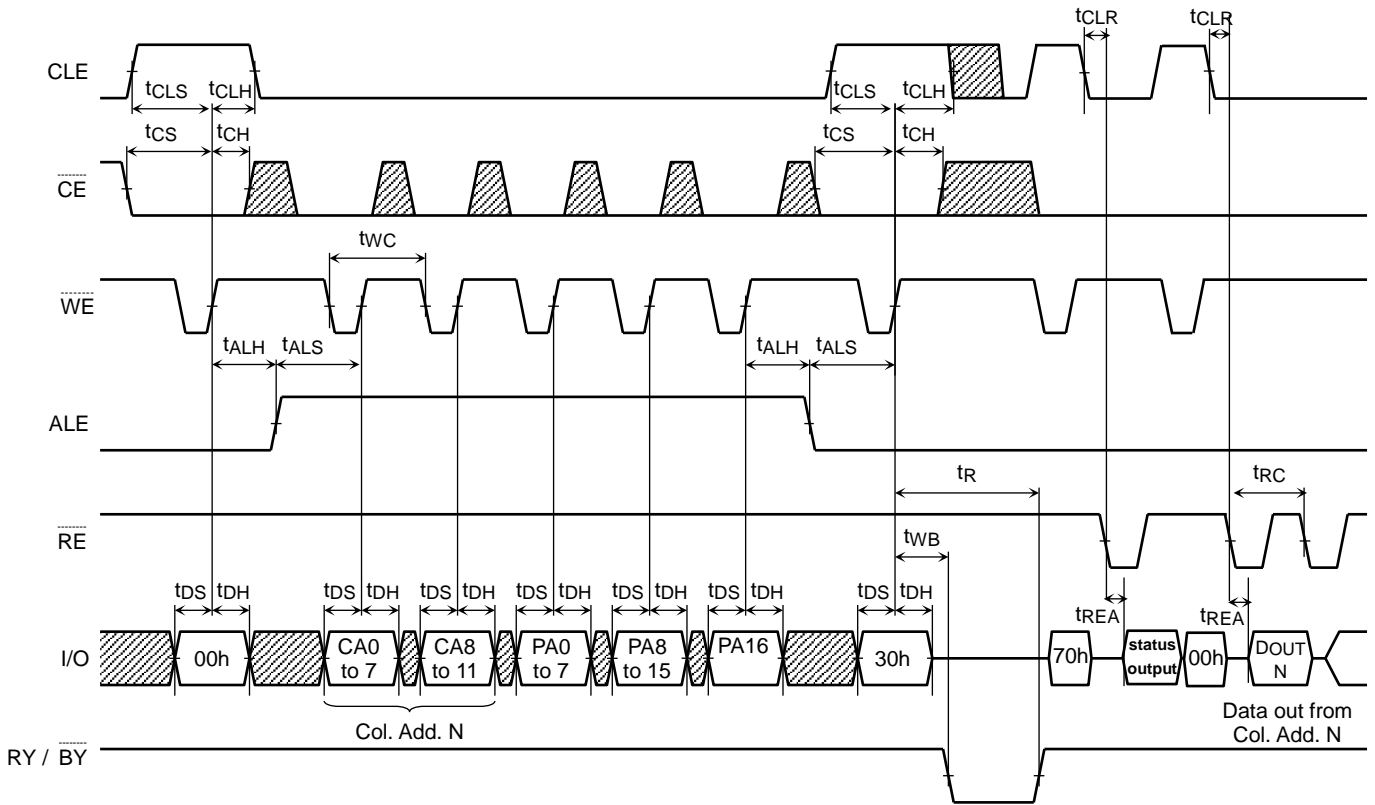 tCLR tCLR
CLE
tCLS tCLH tCLS tCLH
tCS tCH tCS tCH
CE
tWC
WE
tALH tALS tALH tALS
ALE
tR tRC
RE
tWB
tDS tDH tDS tDH tDS tDH tDS tDH tDS tDH tDS tDH tDS tDH
tREA tREA
I/O
00h
CA0
to 7
CA8
to 11
PA0
to 7
PA8
to 15
PA16
30h
70h
status
output
00h
DOUT
N
Col. Add. N
Data out from
Col. Add. N
RY / BY